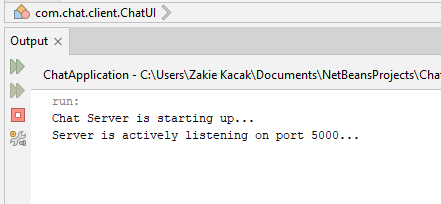 com.chat.client.ChatUI
Output ×
ChatApplication - C:\Users\Zakie Kacak\Documents\NetBeansProjects\Cha
run:
Chat Server is starting up...
Server is actively listening on port 5000...